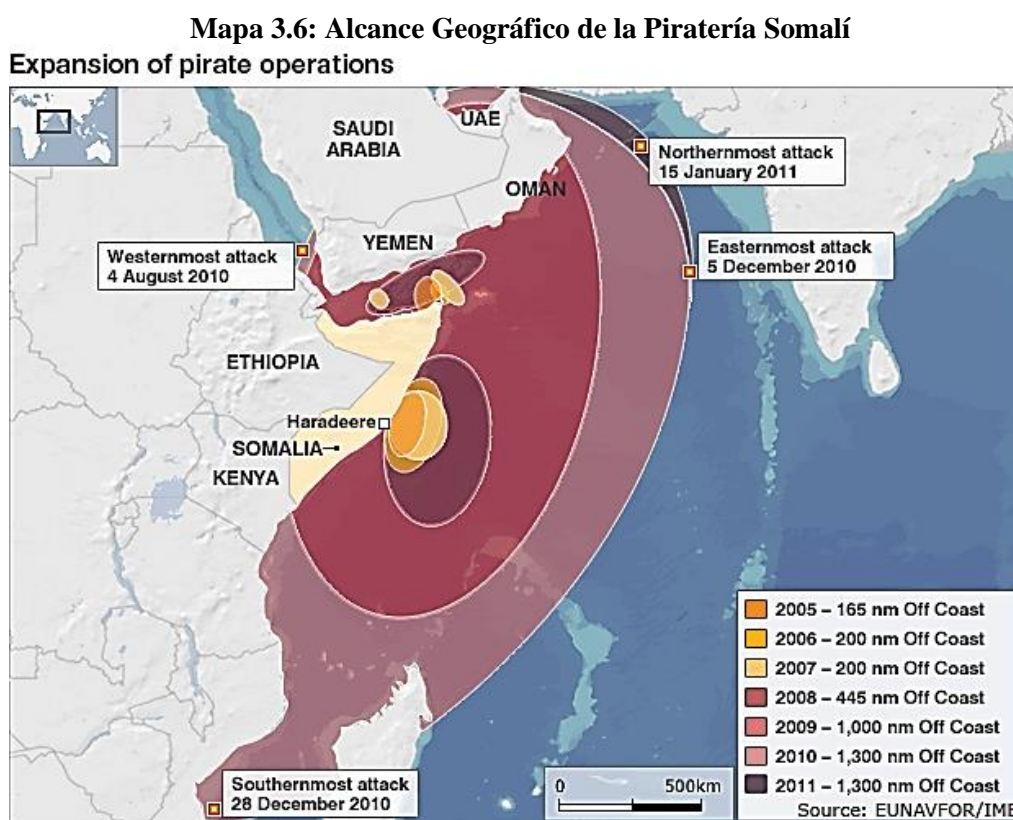 Mapa 3.6: Alcance Geográfico de la Piratería Somalí
Expansion of pirate operations
UAE
SAUDI
ARABIA
Northernmost attack
15 January 2011
OMAN
YEMEN
Easternmost attack
5 December 2010
Westernmost attack
4 August 2010
ETHIOPIA
Haradeere
SOMALIA
KENYA
2005 – 165 nm Off Coast
2006 – 200 nm Off Coast
2007 – 200 nm Off Coast
2008 – 445 nm Off Coast
2009 – 1,000 nm Off Coast
2010 – 1,300 nm Off Coast
2011 – 1,300 nm Off Coast
Southernmost attack
28 December 2010
0 500km
Source: EUNAVFOR/IMB